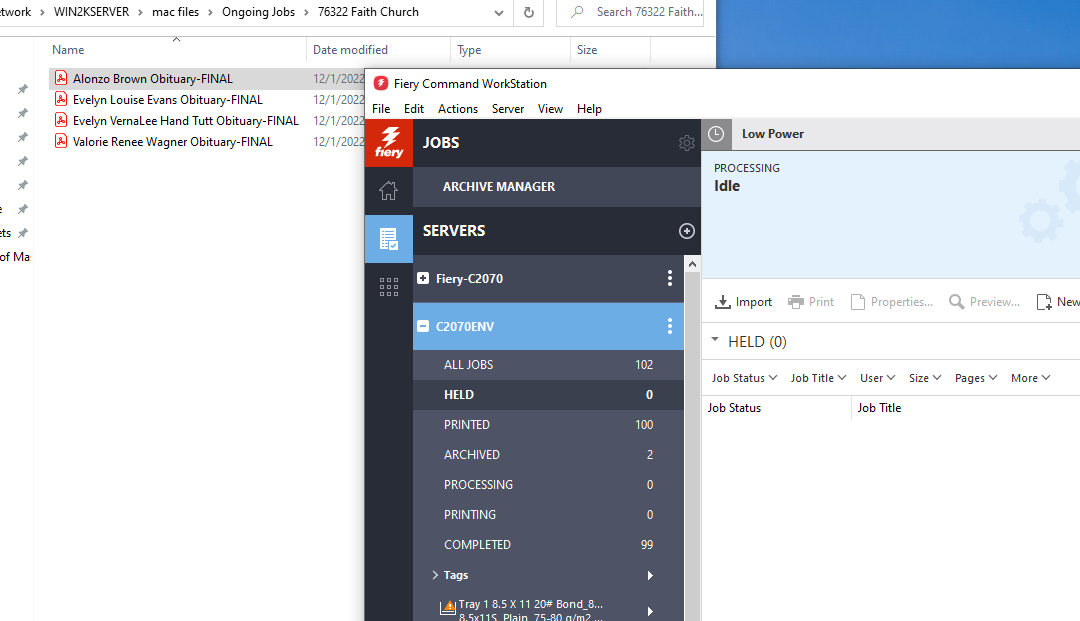 etwork > WIN2KSERVER > mac files > Ongoing Jobs > 76322 Faith Church
Search 76322 Faith...
Name Date modified Type Size
Alonzo Brown Obituary-FINAL 12/1/2022
Evelyn Louise Evans Obituary-FINAL 12/1/2022
Evelyn VernaLee Hand Tutt Obituary-FINAL 12/1/2022
Valorie Renee Wagner Obituary-FINAL 12/1/2022
e
ets
of Mas
Fiery Command WorkStation
File Edit Actions Server View Help
fiery
JOBS
ARCHIVE MANAGER
SERVERS
Fiery-C2070
C2070ENV
ALL JOBS 102
HELD 0
PRINTED 100
ARCHIVED 2
PROCESSING 0
PRINTING 0
COMPLETED 99
Tags
Tray 1 8.5 X 11 20# Bond_8...
8.5x11S, Plain, 75-80 g/m2, ...
Low Power
PROCESSING
Idle
Import Print Properties... Preview... New
HELD (0)
Job Status Job Title User Size Pages More
Job Status Job Title